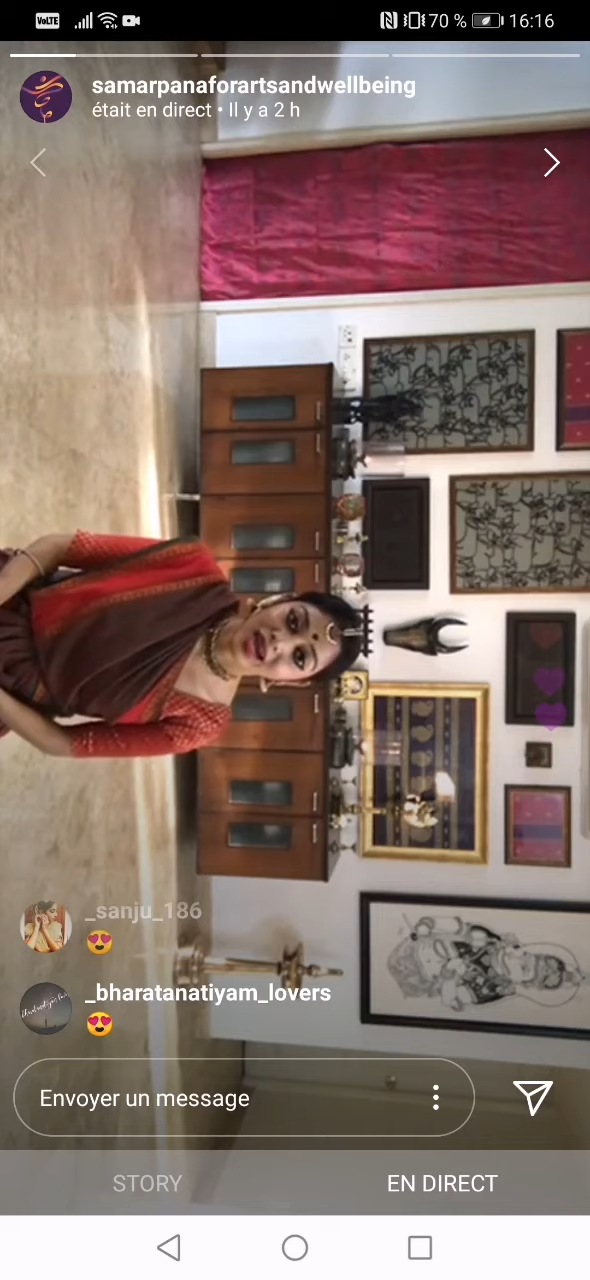 VoLTE
70 %
16:16
samarpanaforartsandwellbeing
était en direct • Il y a 2 h
_sanju_186
😍
_bharatanatiyam_lovers
😍
Envoyer un message
STORY
EN DIRECT